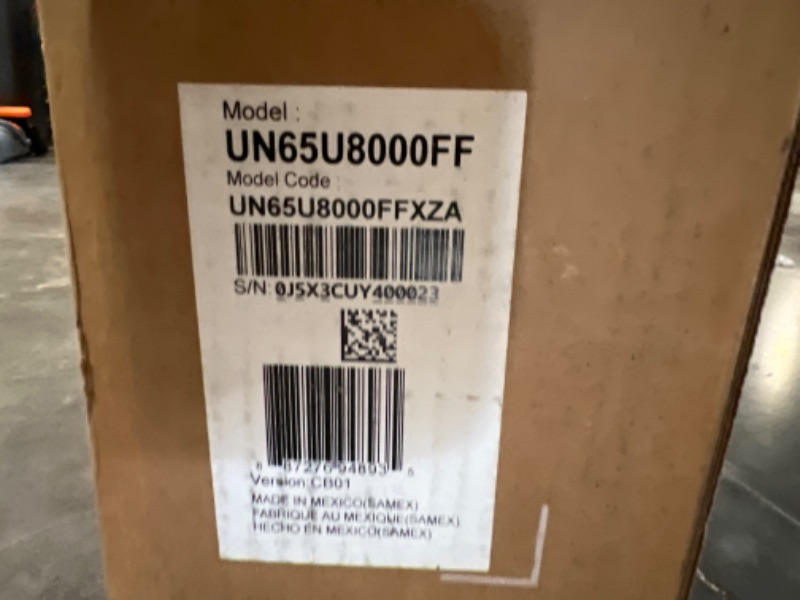 Model :
UN65U8000FF
Model Code :
UN65U8000FFXZA
S/N: 0J5X3CUY400023
Version:CB01
MADE IN MEXICO(SAMEX)
FABRIQUE AU MEXIQUE(SAMEX)
HECHO EN MEXICO(SAMEX)